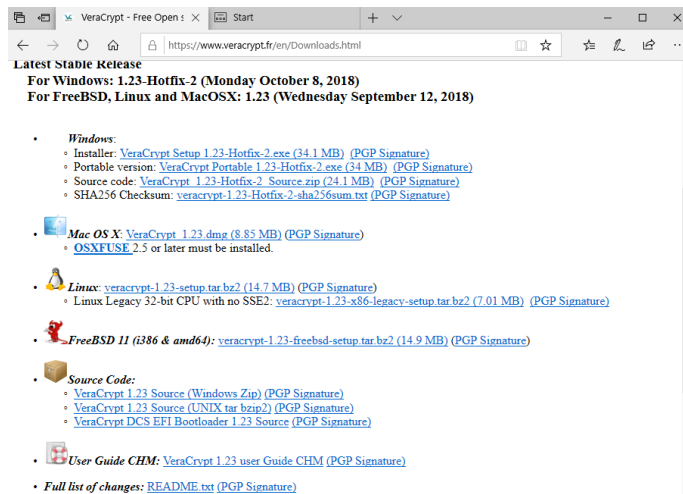 VeraCrypt - Free Open s
Start
https://www.veracrypt.fr/en/Downloads.html
Latest Stable Release
For Windows: 1.23-Hotfix-2 (Monday October 8, 2018)
For FreeBSD, Linux and MacOSX: 1.23 (Wednesday September 12, 2018)
• Windows:
◦ Installer: VeraCrypt Setup 1.23-Hotfix-2.exe (34.1 MB) (PGP Signature)
◦ Portable version: VeraCrypt Portable 1.23-Hotfix-2.exe (34 MB) (PGP Signature)
◦ Source code: VeraCrypt_1.23-Hotfix-2_Source.zip (24.1 MB) (PGP Signature)
◦ SHA256 Checksum: veracrypt-1.23-Hotfix-2-sha256sum.txt (PGP Signature)
• Mac OS X: VeraCrypt_1.23.dmg (8.85 MB) (PGP Signature)
◦ OSXFUSE 2.5 or later must be installed.
• Linux: veracrypt-1.23-setup.tar.bz2 (14.7 MB) (PGP Signature)
◦ Linux Legacy 32-bit CPU with no SSE2: veracrypt-1.23-x86-legacy-setup.tar.bz2 (7.01 MB) (PGP Signature)
• FreeBSD 11 (i386 & amd64): veracrypt-1.23-freebsd-setup.tar.bz2 (14.9 MB) (PGP Signature)
• Source Code:
◦ VeraCrypt 1.23 Source (Windows Zip) (PGP Signature)
◦ VeraCrypt 1.23 Source (UNIX tar bzip2) (PGP Signature)
◦ VeraCrypt DCS EFI Bootloader 1.23 Source (PGP Signature)
• User Guide CHM: VeraCrypt 1.23 user Guide CHM (PGP Signature)
• Full list of changes: README.txt (PGP Signature)